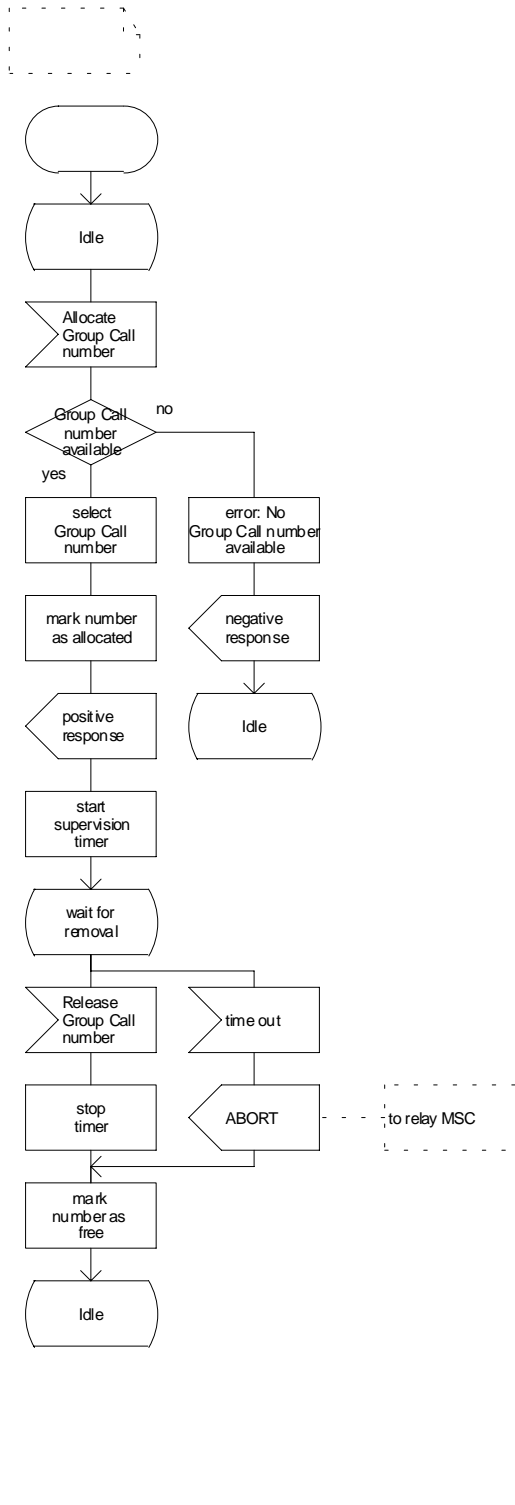 Idle
Allocate
Group Call
number
no
Group Call
number
available
yes
select
Group Call
number
error: No
Group Call number
available
mark number
as allocated
negative
response
positive
response
Idle
start
supervision
timer
wait for
removal
Release
Group Call
number
time out
stop
timer
ABORT
to relay MSC
mark
number as
free
Idle